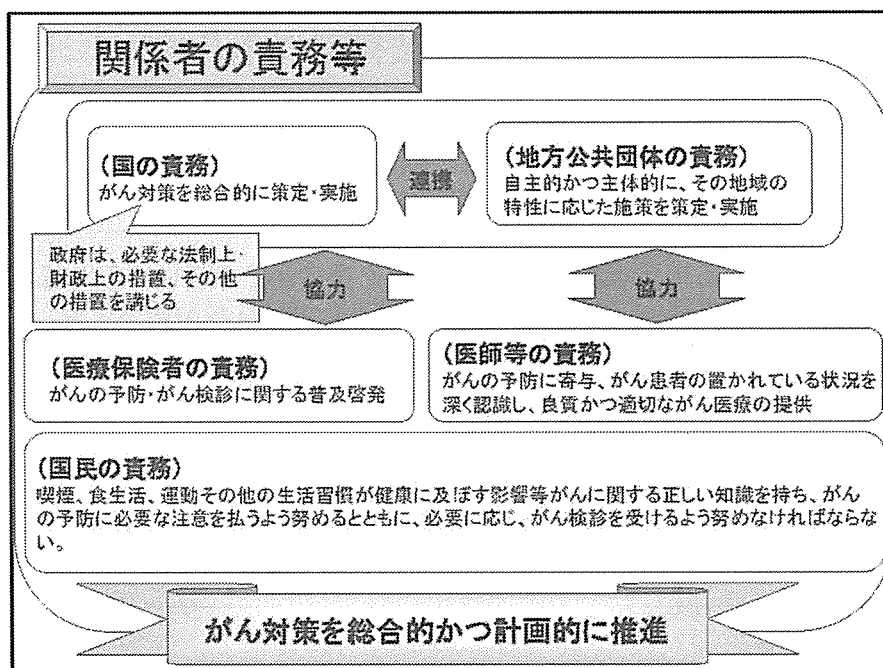 関係者の責務等
(国の責務)
がん対策を総合的に策定・実施
連携
(地方公共団体の責務)
自主的かつ主体的に、その地域の
特性に応じた施策を策定・実施
政府は、必要な法制上・
財政上の措置、その他
の措置を講じる
協力
協力
(医療保険者の責務)
がんの予防・がん検診に関する普及啓発
(医師等の責務)
がんの予防に寄与、がん患者の置かれている状況を
深く認識し、良質かつ適切ながん医療の提供
(国民の責務)
喫煙、食生活、運動その他の生活習慣が健康に及ぼす影響等がんに関する正しい知識を持ち、がん
の予防に必要な注意を払うよう努めるとともに、必要に応じ、がん検診を受けるよう努めなければならな
い。
がん対策を総合的かつ計画的に推進